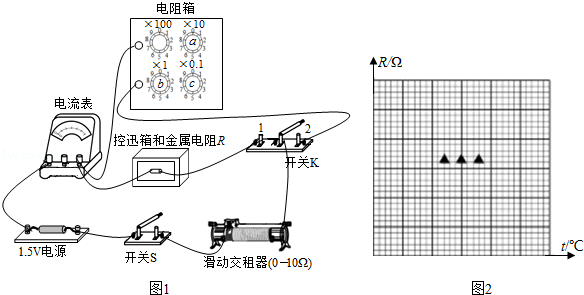 电阻箱
×100 ×10
a
×1 ×0.1
b c
电流表
控迅箱和金属电阻R
1 2
开关K
1.5V电源
开关S
滑动交租器(0-10Ω)
图1
R/Ω
t/℃
图2